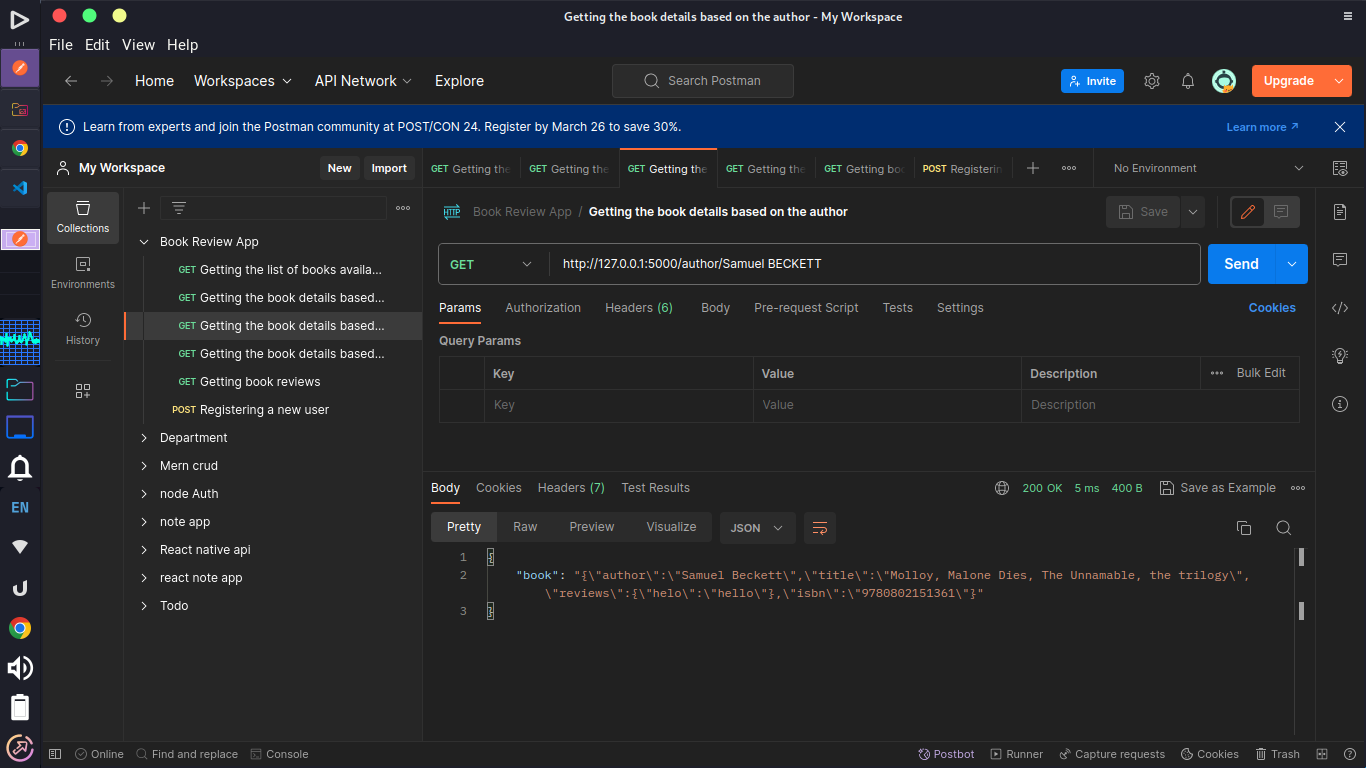 Getting the book details based on the author - My Workspace
File Edit View Help
Home Workspaces API Network Explore Search Postman Invite Upgrade
Learn from experts and join the Postman community at POST/CON 24. Register by March 26 to save 30%. Learn more
My Workspace New Import
GET Getting the GET Getting the GET Getting the GET Getting the GET Getting boo POST Registerin No Environment
Collections
Environments
History
Book Review App
GET Getting the list of books availa...
GET Getting the book details based...
GET Getting the book details based...
GET Getting the book details based...
GET Getting book reviews
POST Registering a new user
Department
Mern crud
node Auth
note app
React native api
react note app
Todo
HTTP Book Review App / Getting the book details based on the author Save
GET http://127.0.0.1:5000/author/Samuel BECKETT Send
Params Authorization Headers (6) Body Pre-request Script Tests Settings Cookies
Query Params
Key Value Description Bulk Edit
Key Value Description
Body Cookies Headers (7) Test Results 200 OK 5 ms 400 B Save as Example
Pretty Raw Preview Visualize JSON
1 {
2 "book": "{\"author\":\"Samuel Beckett\",\"title\":\"Molloy, Malone Dies, The Unnamable, the trilogy\",
\"reviews\":{\"helo\":\"hello\"},\"isbn\":\"9780802151361\"}"
3 }
EN
Online Find and replace Console Postbot Runner Capture requests Cookies Trash